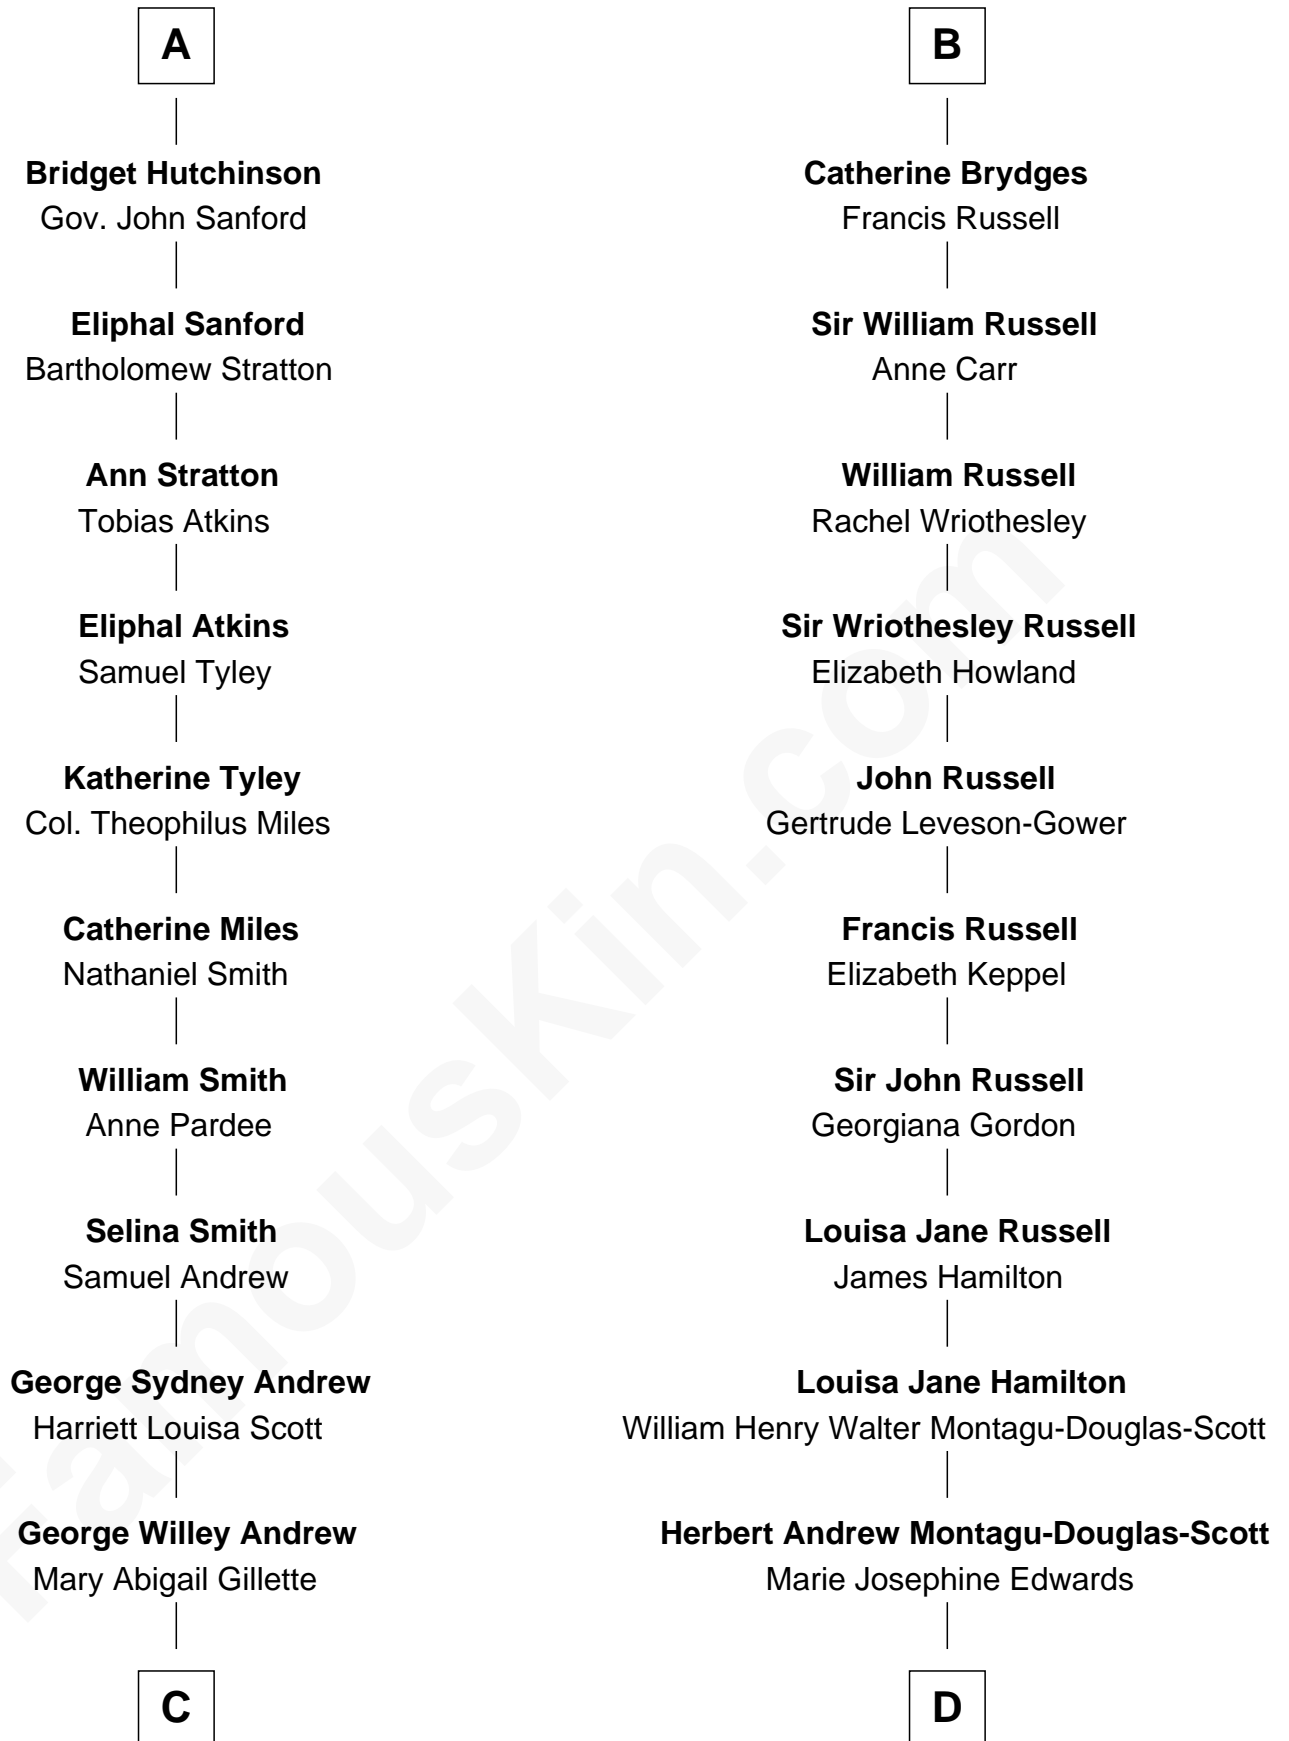 A
Bridget Hutchinson
Gov. John Sanford
Eliphal Sanford
Bartholomew Stratton
Ann Stratton
Tobias Atkins
Eliphal Atkins
Samuel Tyley
Katherine Tyley
Col. Theophilus Miles
Catherine Miles
Nathaniel Smith
William Smith
Anne Pardee
Selina Smith
Samuel Andrew
George Sydney Andrew
Harriett Louisa Scott
George Willey Andrew
Mary Abigail Gillette
C
B
Catherine Brydges
Francis Russell
Sir William Russell
Anne Carr
William Russell
Rachel Wriothesley
Sir Wriothesley Russell
Elizabeth Howland
John Russell
Gertrude Leveson-Gower
Francis Russell
Elizabeth Keppel
Sir John Russell
Georgiana Gordon
Louisa Jane Russell
James Hamilton
Louisa Jane Hamilton
William Henry Walter Montagu-Douglas-Scott
Herbert Andrew Montagu-Douglas-Scott
Marie Josephine Edwards
D
FamousKin.com